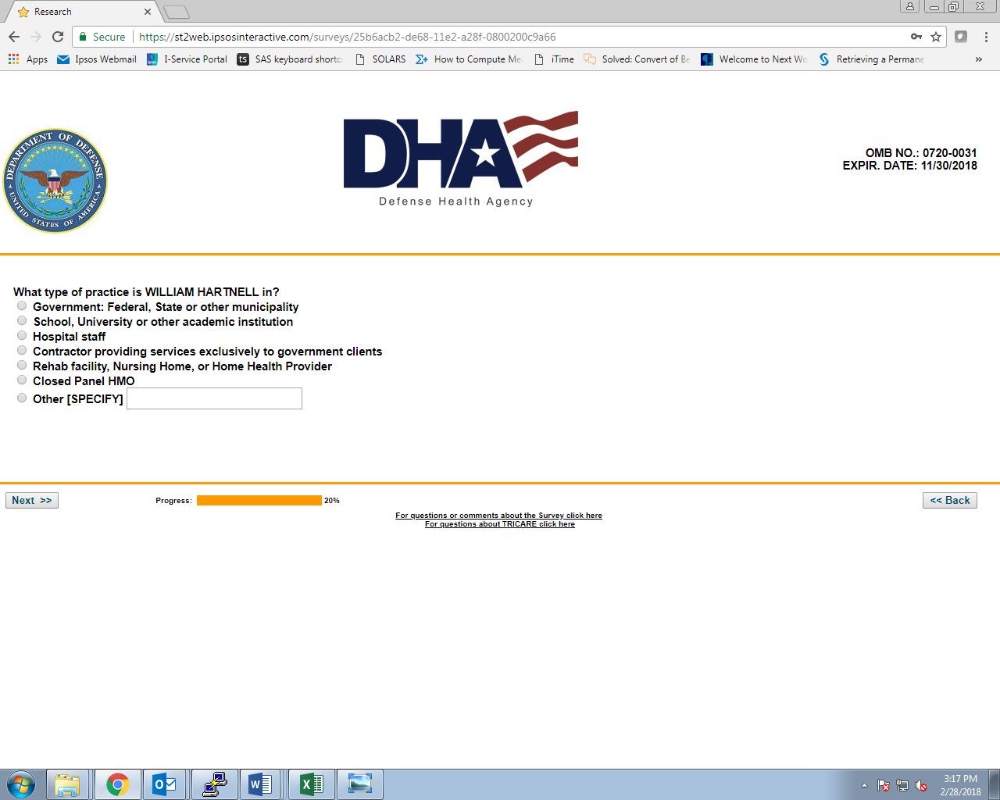 Research
Secure https://st2web.ipsosinteractive.com/surveys/25b6acb2-de68-11e2-a28f-0800200c9a66
Apps Ipsos Webmail I-Service Portal ts SAS keyboard shortc SOLARS How to Compute Me iTime Solved: Convert of Be Welcome to Next Wo Retrieving a Permane »
DEPARTMENT OF DEFENSE
UNITED STATES OF AMERICA
DHA
Defense Health Agency
OMB NO.: 0720-0031
EXPIR. DATE: 11/30/2018
What type of practice is WILLIAM HARTNELL in?
Government: Federal, State or other municipality
School, University or other academic institution
Hospital staff
Contractor providing services exclusively to government clients
Rehab facility, Nursing Home, or Home Health Provider
Closed Panel HMO
Other [SPECIFY]
Next >> Progress: 20% << Back
For questions or comments about the Survey click here
For questions about TRICARE click here
3:17 PM
2/28/2018